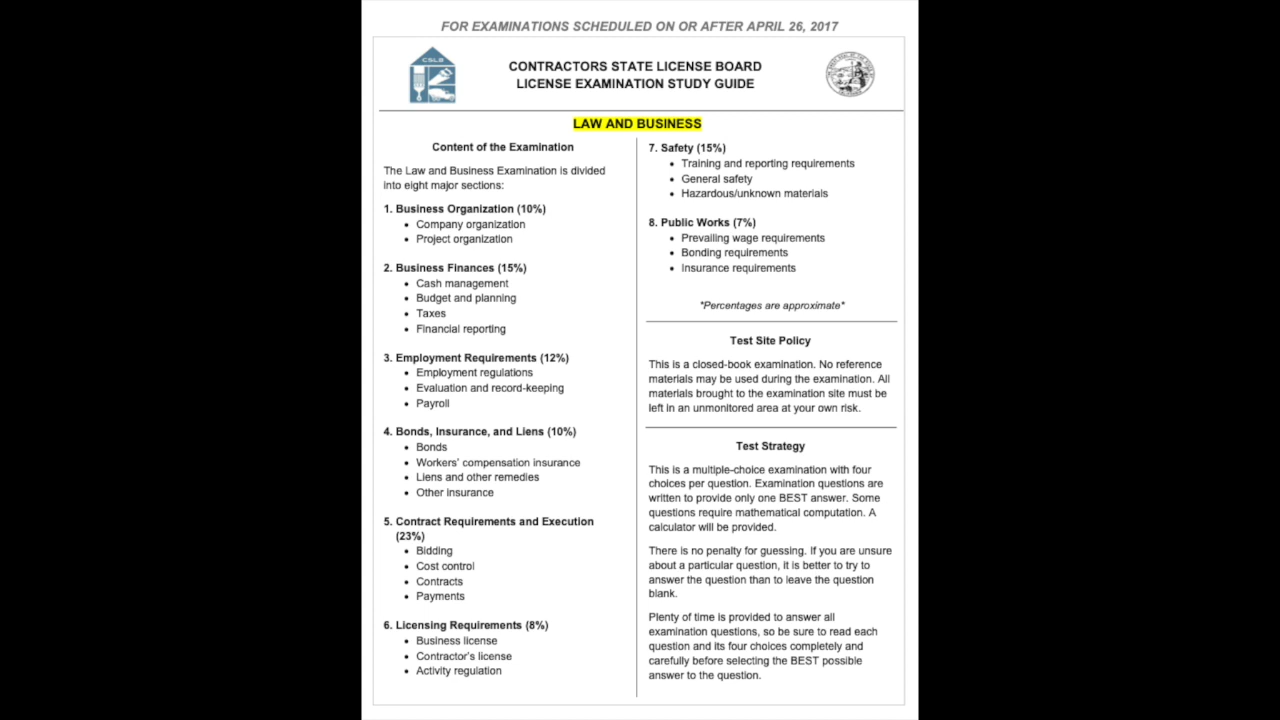 FOR EXAMINATIONS SCHEDULED ON OR AFTER APRIL 26, 2017
CSLB
CONTRACTORS STATE LICENSE BOARD
LICENSE EXAMINATION STUDY GUIDE
LAW AND BUSINESS
Content of the Examination
The Law and Business Examination is divided
into eight major sections:
1. Business Organization (10%)
• Company organization
• Project organization
2. Business Finances (15%)
• Cash management
• Budget and planning
• Taxes
• Financial reporting
3. Employment Requirements (12%)
• Employment regulations
• Evaluation and record-keeping
• Payroll
4. Bonds, Insurance, and Liens (10%)
• Bonds
• Workers' compensation insurance
• Liens and other remedies
• Other insurance
5. Contract Requirements and Execution
(23%)
• Bidding
• Cost control
• Contracts
• Payments
6. Licensing Requirements (8%)
• Business license
• Contractor's license
• Activity regulation
7. Safety (15%)
• Training and reporting requirements
• General safety
• Hazardous/unknown materials
8. Public Works (7%)
• Prevailing wage requirements
• Bonding requirements
• Insurance requirements
*Percentages are approximate*
Test Site Policy
This is a closed-book examination. No reference
materials may be used during the examination. All
materials brought to the examination site must be
left in an unmonitored area at your own risk.
Test Strategy
This is a multiple-choice examination with four
choices per question. Examination questions are
written to provide only one BEST answer. Some
questions require mathematical computation. A
calculator will be provided.
There is no penalty for guessing. If you are unsure
about a particular question, it is better to try to
answer the question than to leave the question
blank.
Plenty of time is provided to answer all
examination questions, so be sure to read each
question and its four choices completely and
carefully before selecting the BEST possible
answer to the question.